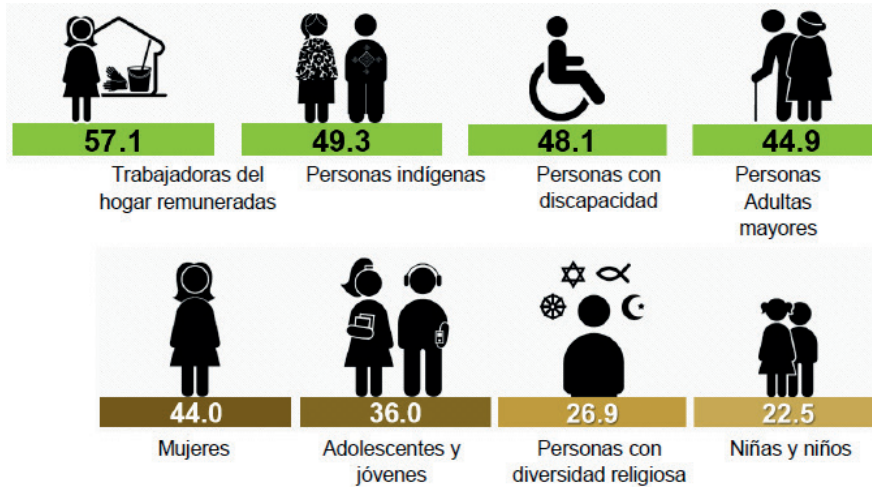 57.1
49.3
48.1
44.9
Trabajadoras del
hogar remuneradas
Personas indígenas
Personas con
discapacidad
Personas
Adultas
mayores
44.0
36.0
26.9
22.5
Mujeres
Adolescentes y
jóvenes
Personas con
diversidad religiosa
Niñas y niños